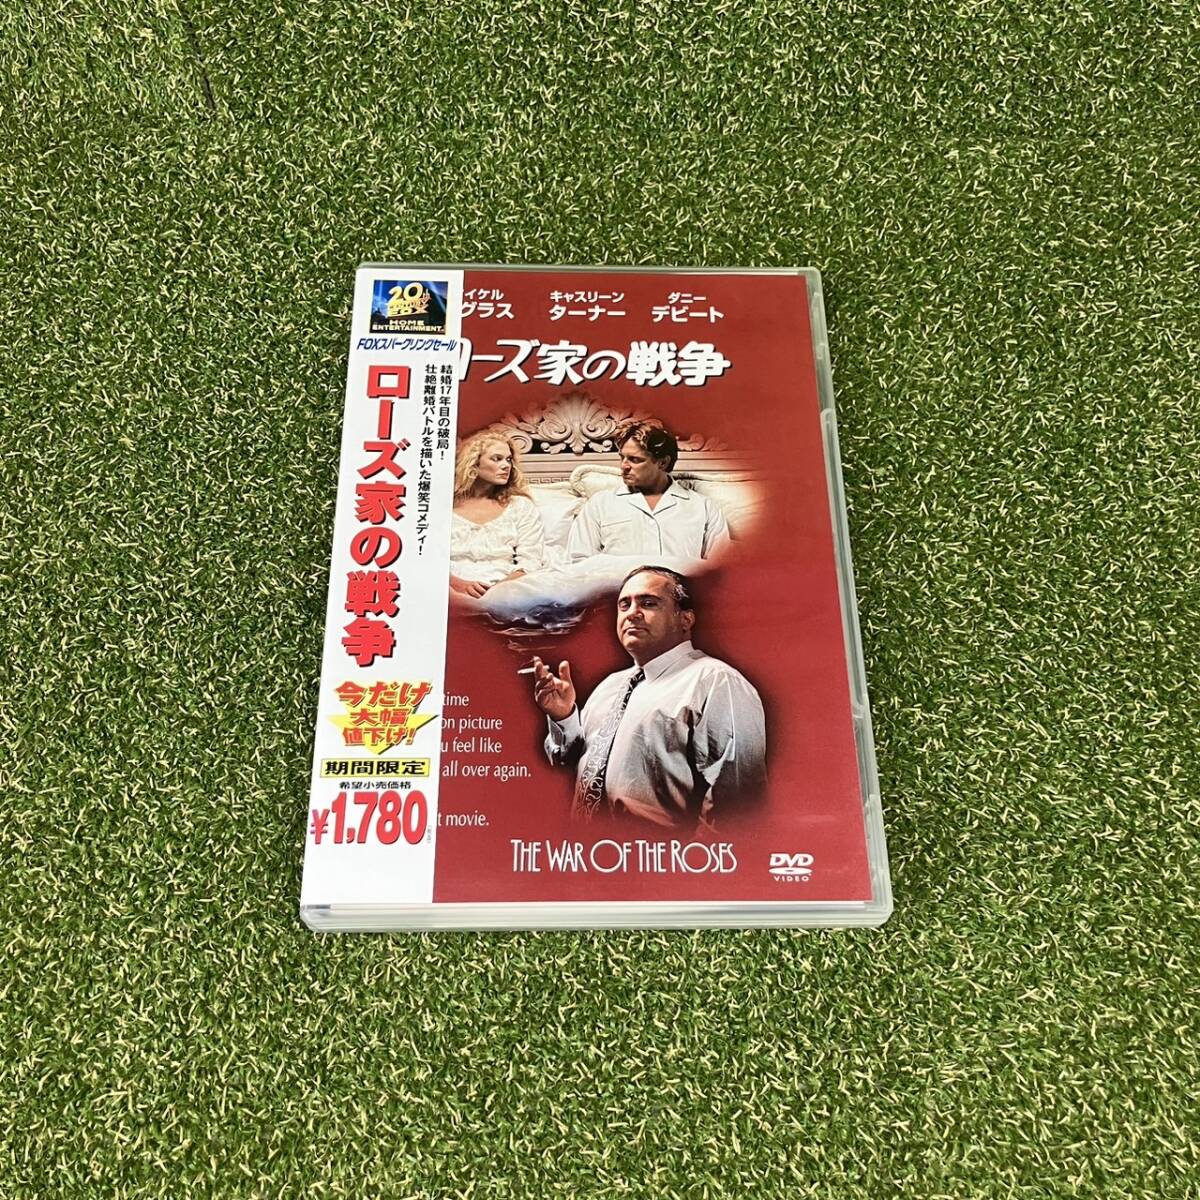 20th
CENTURY
FOX
HOME
ENTERTAINMENT
FOXスパークリングセール
結婚17年目の破局!
壮絶離婚バトルを描いた爆笑コメディ!
ローズ家の戦争
今だけ
大幅
値下げ!
期間限定
希望小売価格
¥1,780
イケル
グラス
キャスリーン
ターナー
ダニー
デビート
ローズ家の戦争
time
on picture
u feel like
all over again.
t movie.
THE WAR OF THE ROSES
DVD
VIDEO